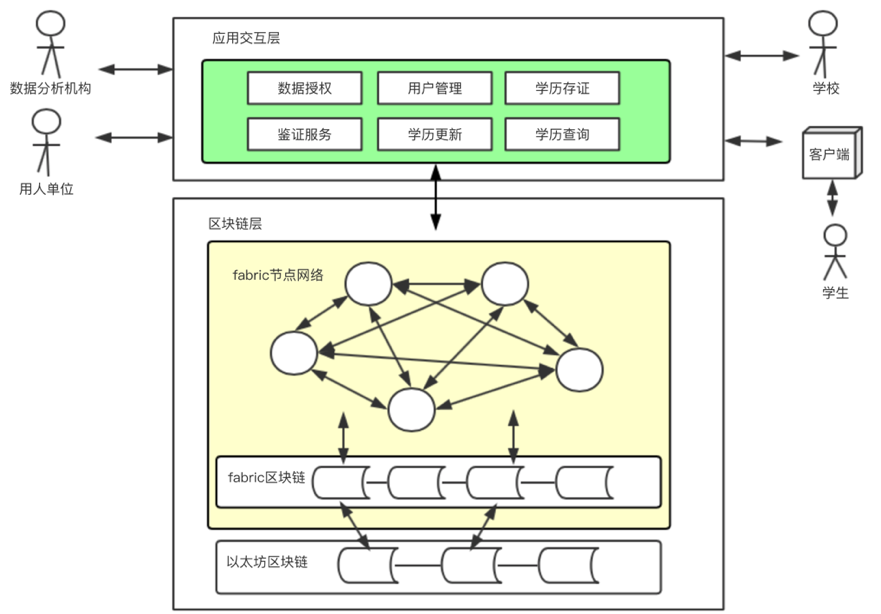 应用交互层
数据授权
用户管理
学历存证
鉴证服务
学历更新
学历查询
数据分析机构
用人单位
学校
客户端
学生
区块链层
fabric节点网络
fabric区块链
以太坊区块链